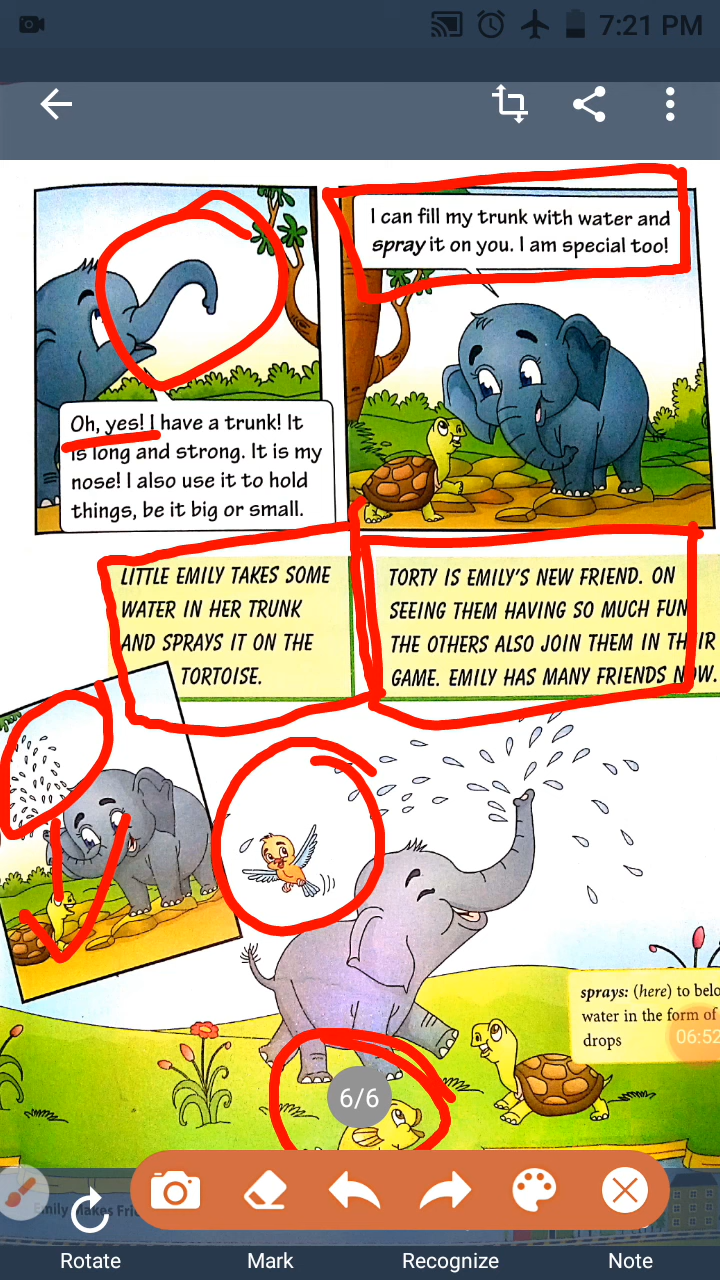 7:21 PM
I can fill my trunk with water and
spray it on you. I am special too!
Oh, yes! I have a trunk! It
is long and strong. It is my
nose! I also use it to hold
things, be it big or small.
LITTLE EMILY TAKES SOME
WATER IN HER TRUNK
AND SPRAYS IT ON THE
TORTOISE.
TORTY IS EMILY'S NEW FRIEND. ON
SEEING THEM HAVING SO MUCH FUN
THE OTHERS ALSO JOIN THEM IN THEIR
GAME. EMILY HAS MANY FRIENDS NOW.
sprays: (here) to belo
water in the form of
drops
06:52
6/6
Emily Makes Frie
Rotate Mark Recognize Note